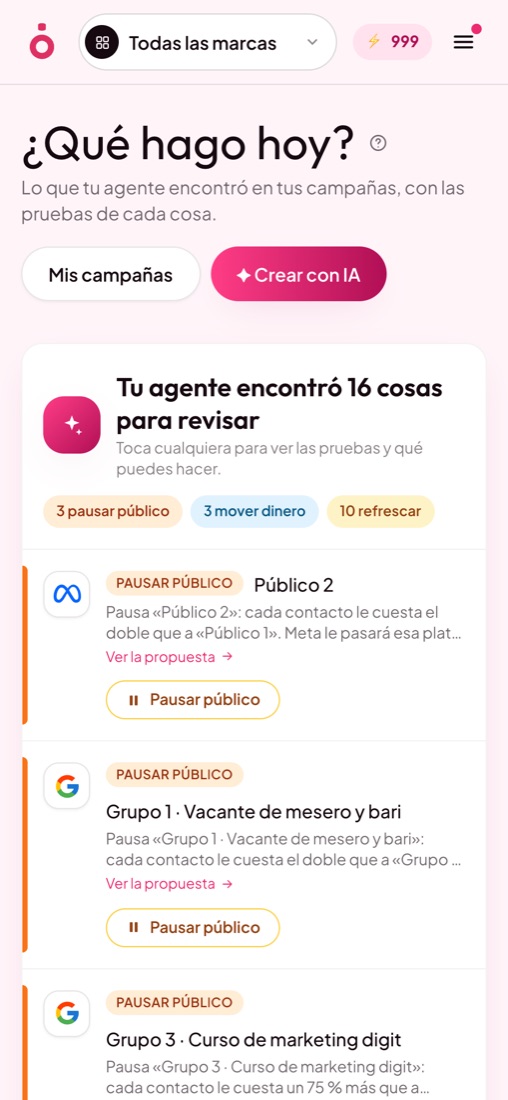 Todas las marcas
999
¿Qué hago hoy?
Lo que tu agente encontró en tus campañas, con las
pruebas de cada cosa.
Mis campañas
Crear con IA
Tu agente encontró 16 cosas
para revisar
Toca cualquiera para ver las pruebas y qué
puedes hacer.
3 pausar público
3 mover dinero
10 refrescar
PAUSAR PÚBLICO Público 2
Pausa «Público 2»: cada contacto le cuesta el
doble que a «Público 1». Meta le pasará esa plat...
Ver la propuesta →
Pausar público
PAUSAR PÚBLICO
Grupo 1 · Vacante de mesero y bari
Pausa «Grupo 1 · Vacante de mesero y bari»:
cada contacto le cuesta el doble que a «Grupo ...
Ver la propuesta →
Pausar público
PAUSAR PÚBLICO
Grupo 3 · Curso de marketing digit
Pausa «Grupo 3 · Curso de marketing digit»:
cada contacto le cuesta un 75 % más que a...